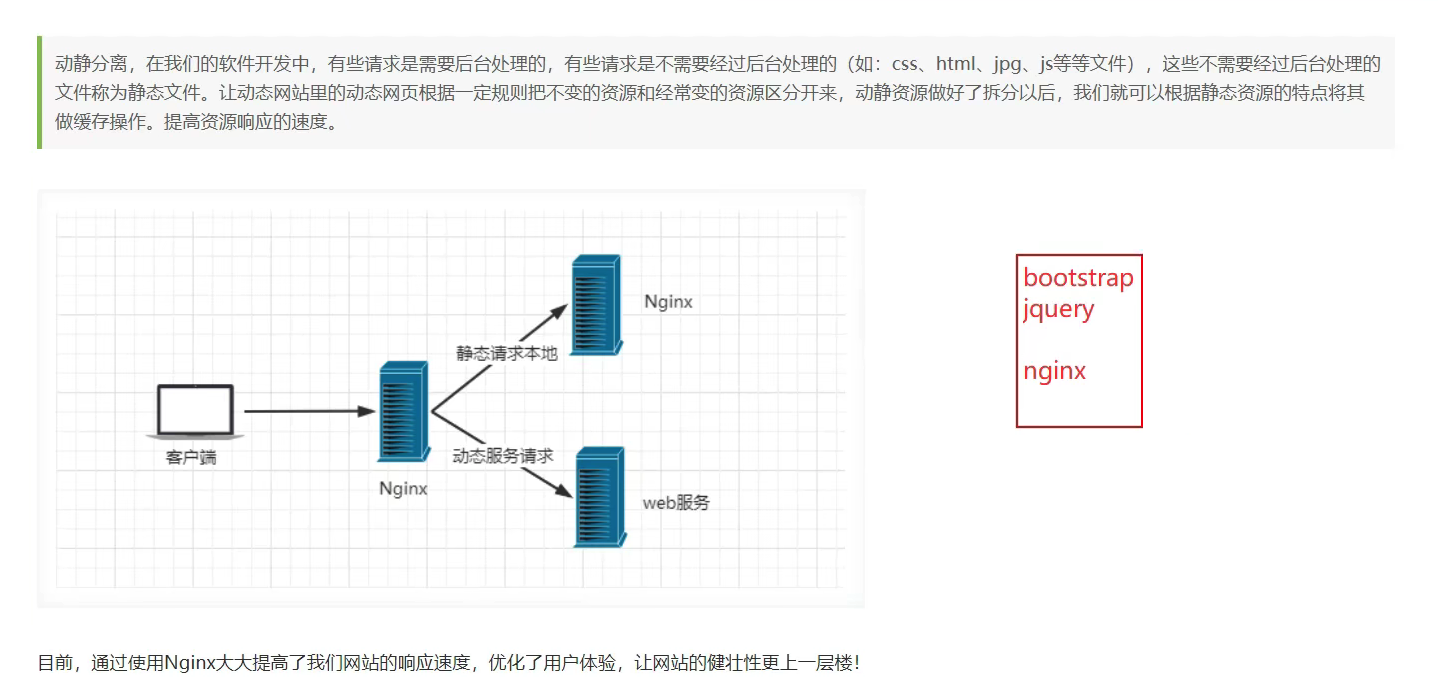 动静分离，在我们的软件开发中，有些请求是需要后台处理的，有些请求是不需要经过后台处理的（如：css、html、jpg、js等等文件），这些不需要经过后台处理的
文件称为静态文件。让动态网站里的动态网页根据一定规则把不变的资源和经常变的资源区分开来，动静资源做好了拆分以后，我们就可以根据静态资源的特点将其
做缓存操作。提高资源响应的速度。
Nginx
静态请求本地
客户端
动态服务请求
Nginx
web服务
bootstrap
jquery
nginx
目前，通过使用Nginx大大提高了我们网站的响应速度，优化了用户体验，让网站的健壮性更上一层楼！